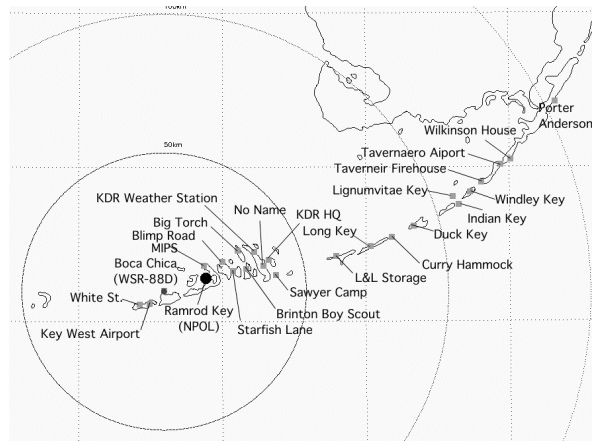 100km
Porter
Anderson
Wilkinson House
50km
Tavernaero Aiport
Taverneir Firehouse
Lignumvitae Key
Windley Key
KDR Weather Station
No Name
KDR HQ
Indian Key
Big Torch
Long Key
Duck Key
Blimp Road
MIPS
Boca Chica
(WSR-88D)
Curry Hammock
L&L Storage
White St.
Sawyer Camp
Ramrod Key
(NPOL)
Brinton Boy Scout
Key West Airport
Starfish Lane